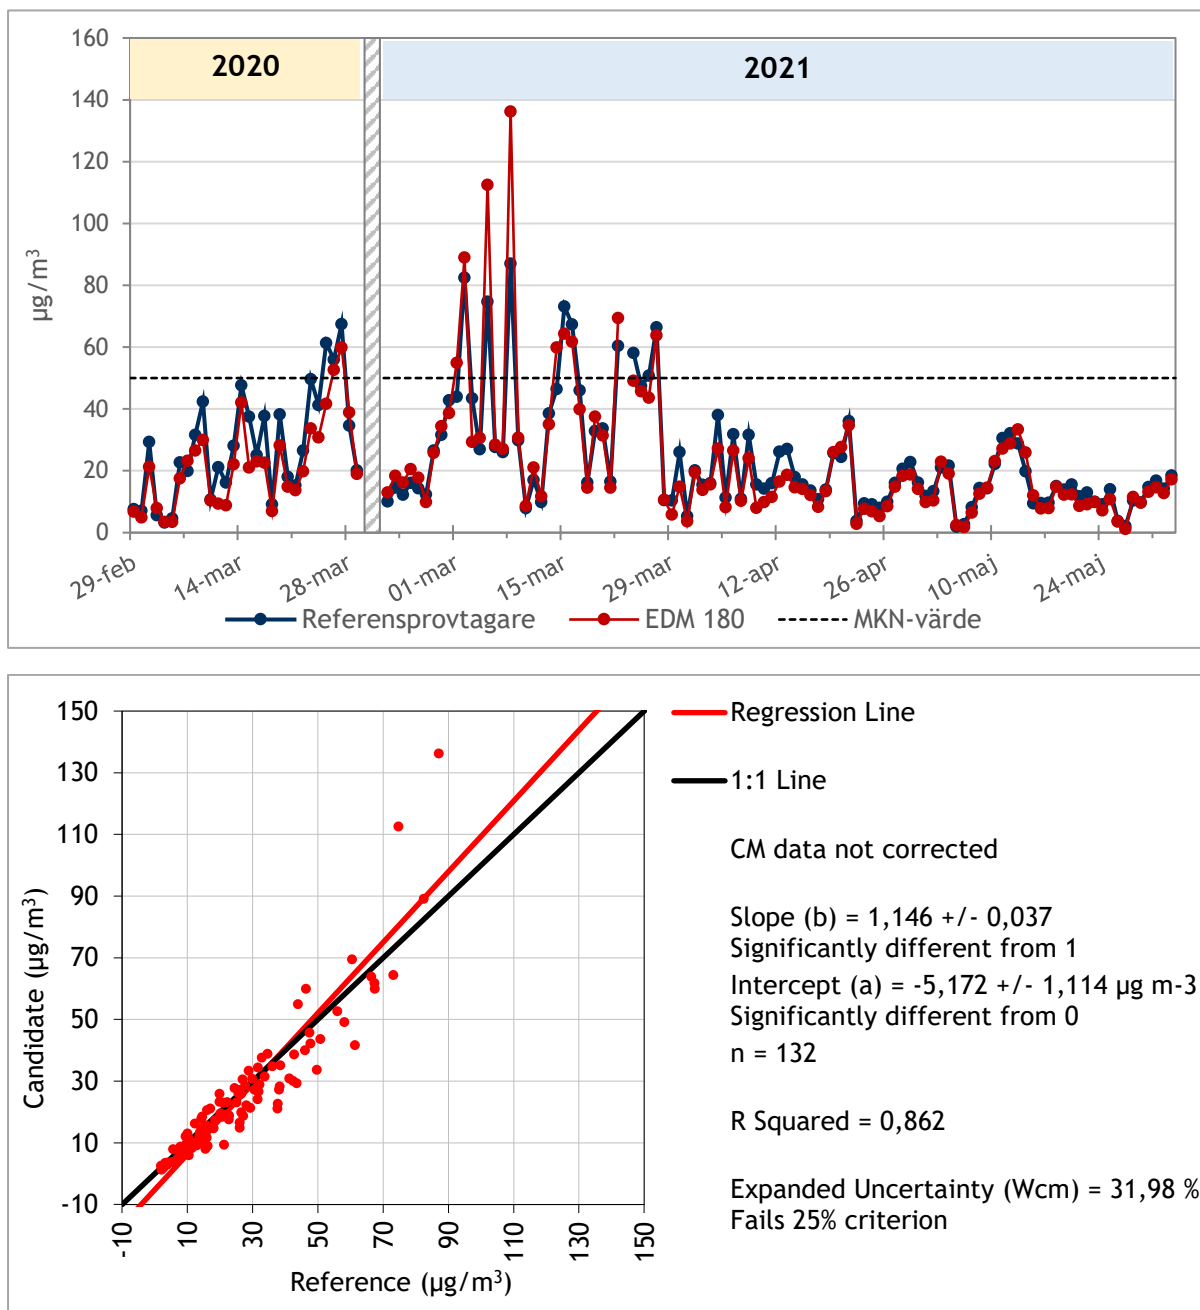 2020
2021
160
140
120
100
80
60
40
20
0
µg/m³
29-feb
14-mar
28-mar
01-mar
15-mar
29-mar
12-apr
26-apr
10-maj
24-maj
Referensprovtagare
EDM 180
MKN-värde
150
130
110
90
70
50
30
10
-10
Candidate (µg/m³)
-10
10
30
50
70
90
110
130
150
Reference (µg/m³)
Regression Line
1:1 Line
CM data not corrected
Slope (b) = 1,146 +/- 0,037
Significantly different from 1
Intercept (a) = -5,172 +/- 1,114 µg m-3
Significantly different from 0
n = 132
R Squared = 0,862
Expanded Uncertainty (Wcm) = 31,98 %
Fails 25% criterion